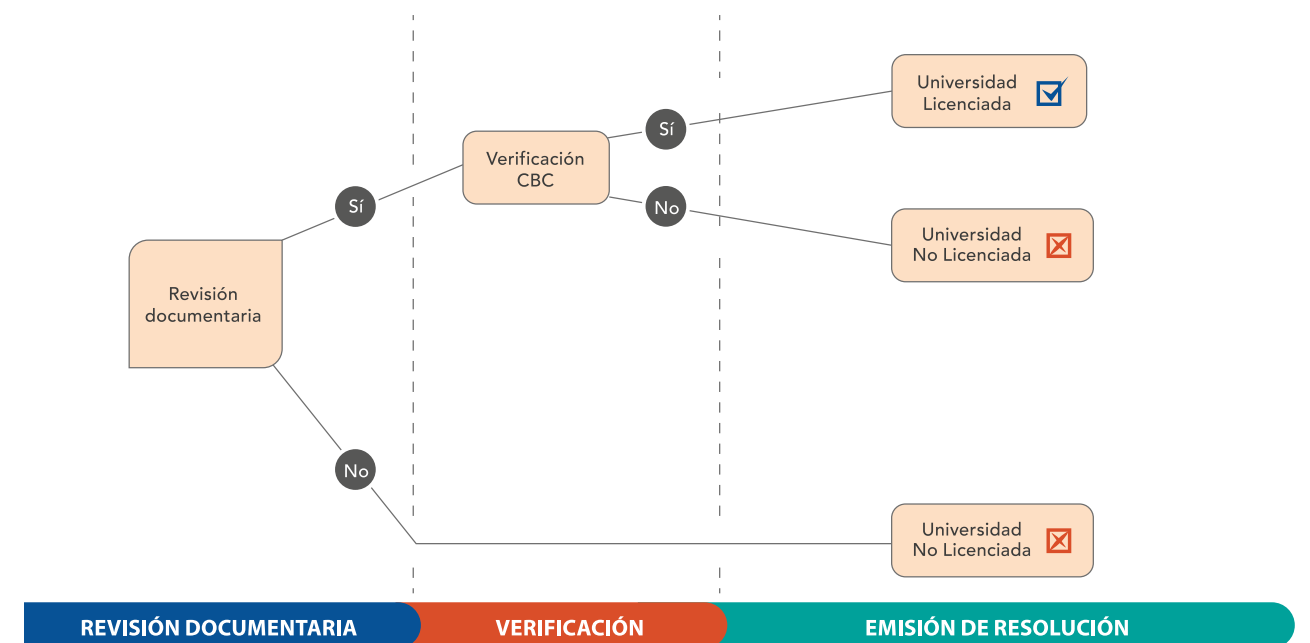 Universidad
Licenciada
Sí
Verificación
CBC
Sí
No
Universidad
No Licenciada
Revisión
documentaria
No
Universidad
No Licenciada
REVISIÓN DOCUMENTARIA
VERIFICACIÓN
EMISIÓN DE RESOLUCIÓN